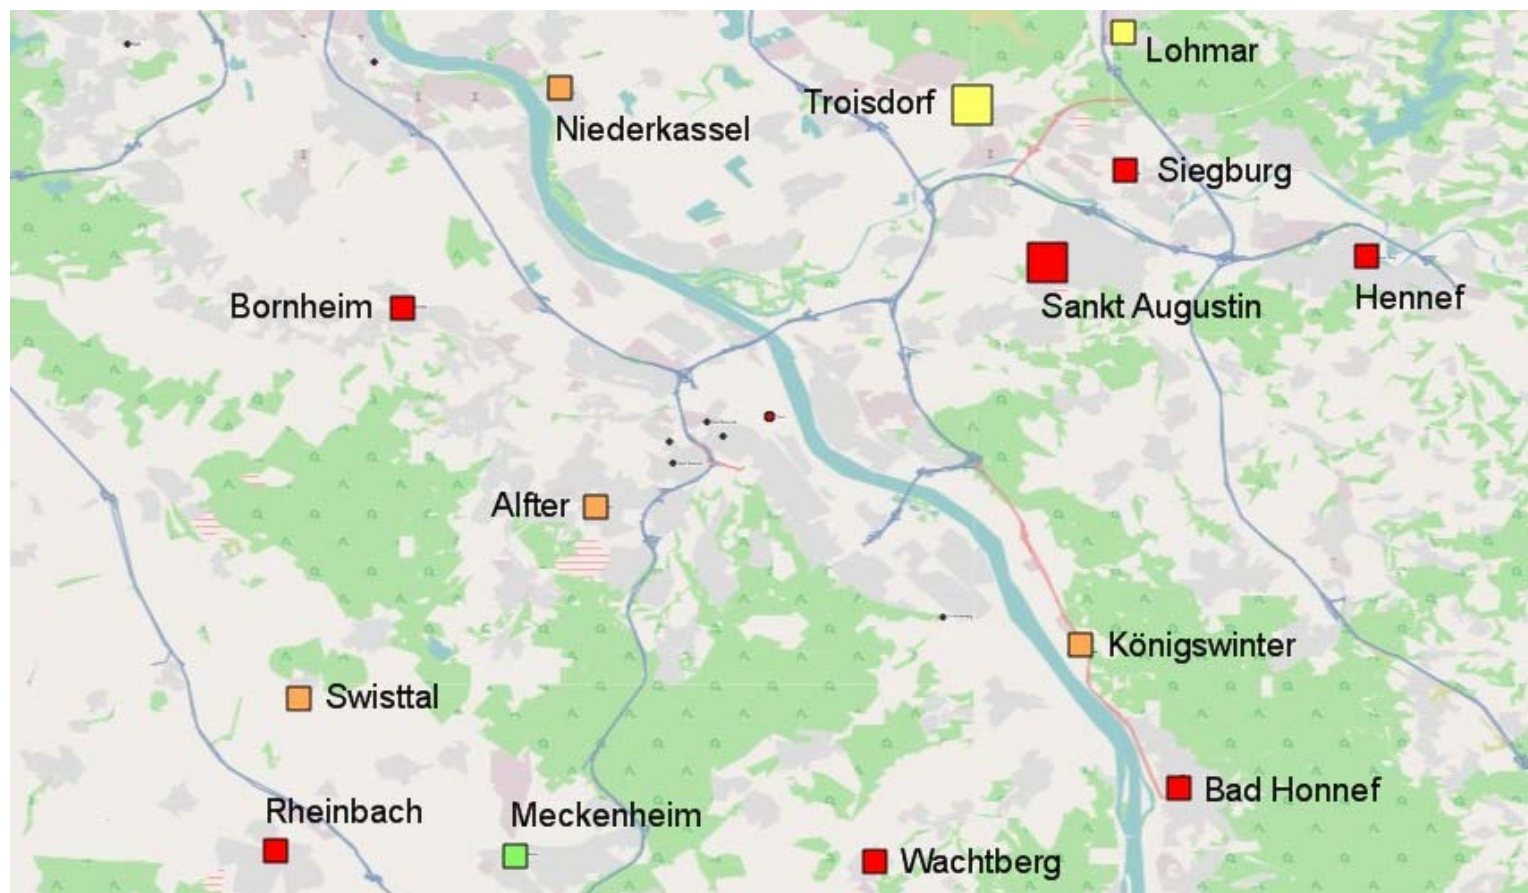 Lohmar
Troisdorf
Niederkassel
Siegburg
Hennef
Sankt Augustin
Bornheim
Alfter
Königswinter
Swisttal
Bad Honnef
Rheinbach
Meckenheim
Wachtberg